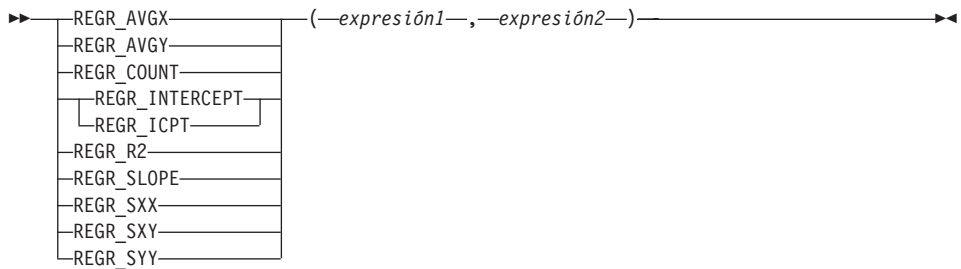 REGR_AVGX (expresión1, expresión2)
REGR_AVGY
REGR_COUNT
REGR_INTERCEPT
REGR_ICPT
REGR_R2
REGR_SLOPE
REGR_SXX
REGR_SXY
REGR_SYY